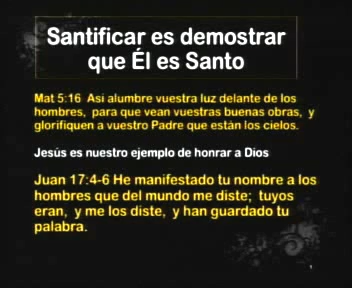 Santificar es demostrar
que Él es Santo
Mat 5:16 Así alumbre vuestra luz delante de los
hombres, para que vean vuestras buenas obras, y
glorifiquen a vuestro Padre que están los cielos.
Jesús es nuestro ejemplo de honrar a Dios
Juan 17:4-6 He manifestado tu nombre a los
hombres que del mundo me diste; tuyos
eran, y me los diste, y han guardado tu
palabra.